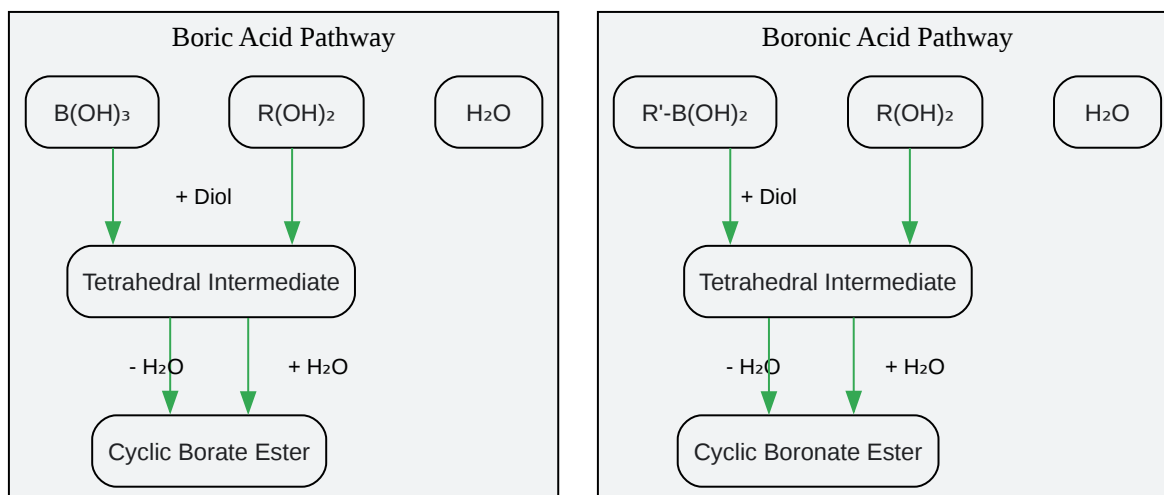 Boric Acid Pathway
B(OH)₃
R(OH)₂
H₂O
+ Diol
Tetrahedral Intermediate
- H₂O
+ H₂O
Cyclic Borate Ester
Boronic Acid Pathway
R'-B(OH)₂
R(OH)₂
H₂O
+ Diol
Tetrahedral Intermediate
- H₂O
+ H₂O
Cyclic Boronate Ester